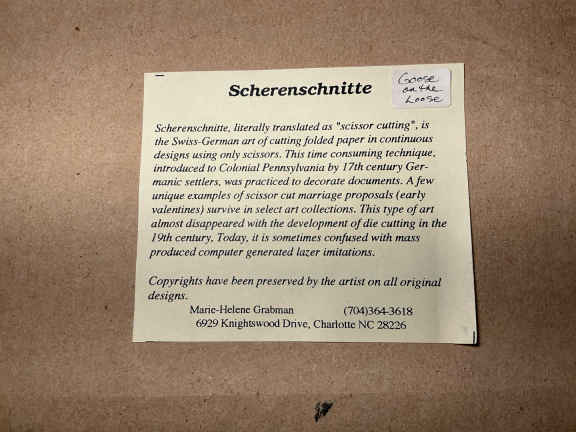 Scherenschnitte
Goose
on the
Loose
Scherenschnitte, literally translated as "scissor cutting", is
the Swiss-German art of cutting folded paper in continuous
designs using only scissors. This time consuming technique,
introduced to Colonial Pennsylvania by 17th century Ger-
manic settlers, was practiced to decorate documents. A few
unique examples of scissor cut marriage proposals (early
valentines) survive in select art collections. This type of art
almost disappeared with the development of die cutting in the
19th century, Today, it is sometimes confused with mass
produced computer generated lazer imitations.
Copyrights have been preserved by the artist on all original
designs.
Marie-Helene Grabman (704)364-3618
6929 Knightswood Drive, Charlotte NC 28226